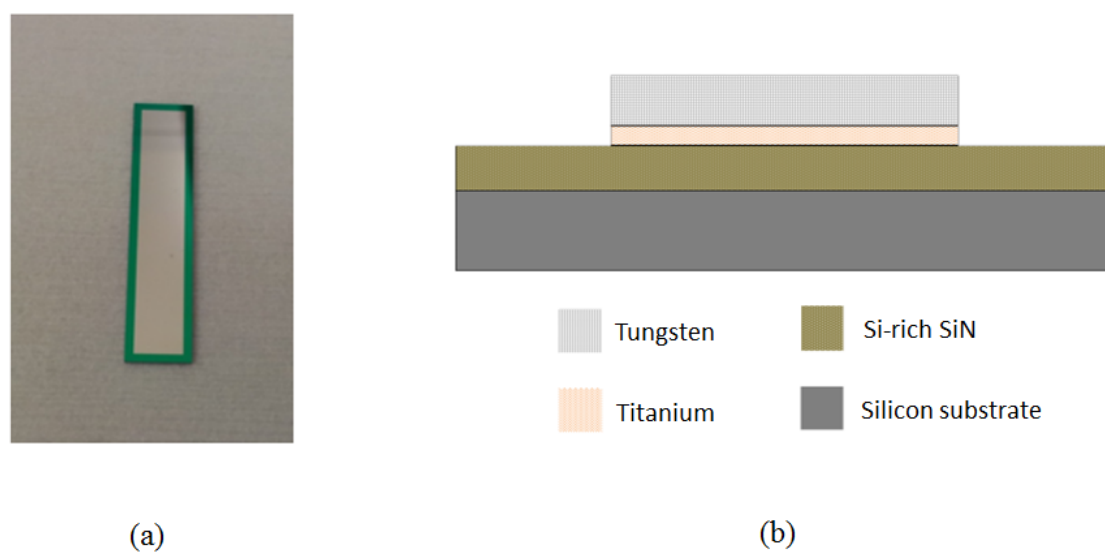 Tungsten
Si-rich SiN
Titanium
Silicon substrate
(a)
(b)